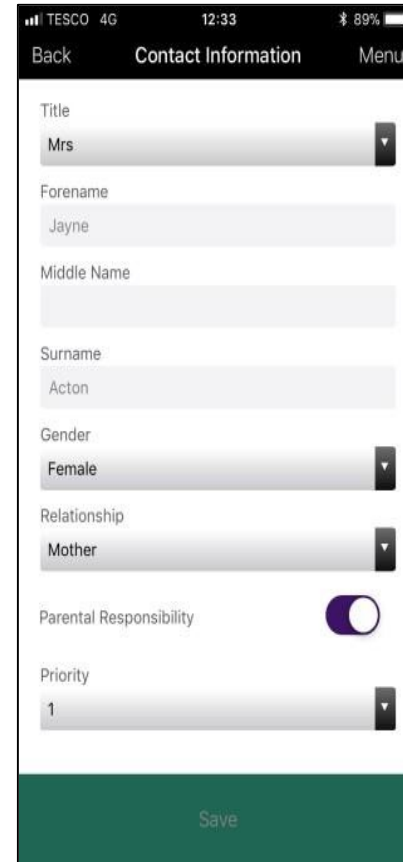 TESCO 4G 12:33 89%
Back Contact Information Menu
Title
Mrs
Forename
Jayne
Middle Name
Surname
Acton
Gender
Female
Relationship
Mother
Parental Responsibility
Priority
1
Save